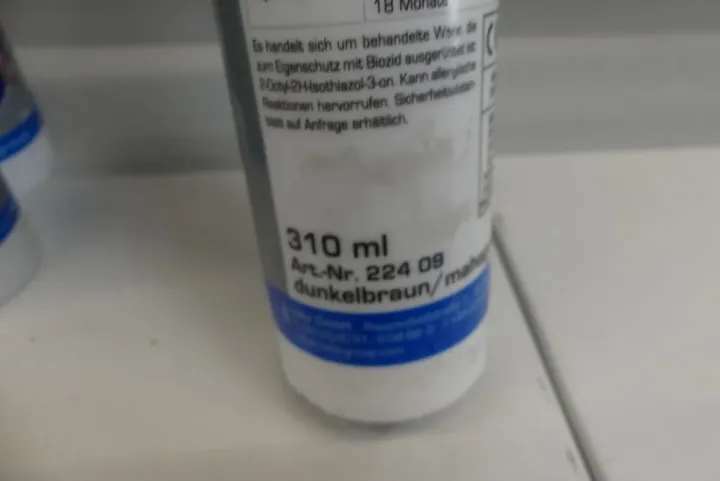 18 Monate
Es handelt sich um behandelte Ware, die
zum Eigenschutz mit Biozid ausgerüstet ist
2-Octyl-2H-isothiazol-3-on. Kann allergische
Reaktionen hervorrufen. Sicherheitsdaten-
blatt auf Anfrage erhältlich.
310 ml
Art.-Nr. 224 09
dunkelbraun/mahag